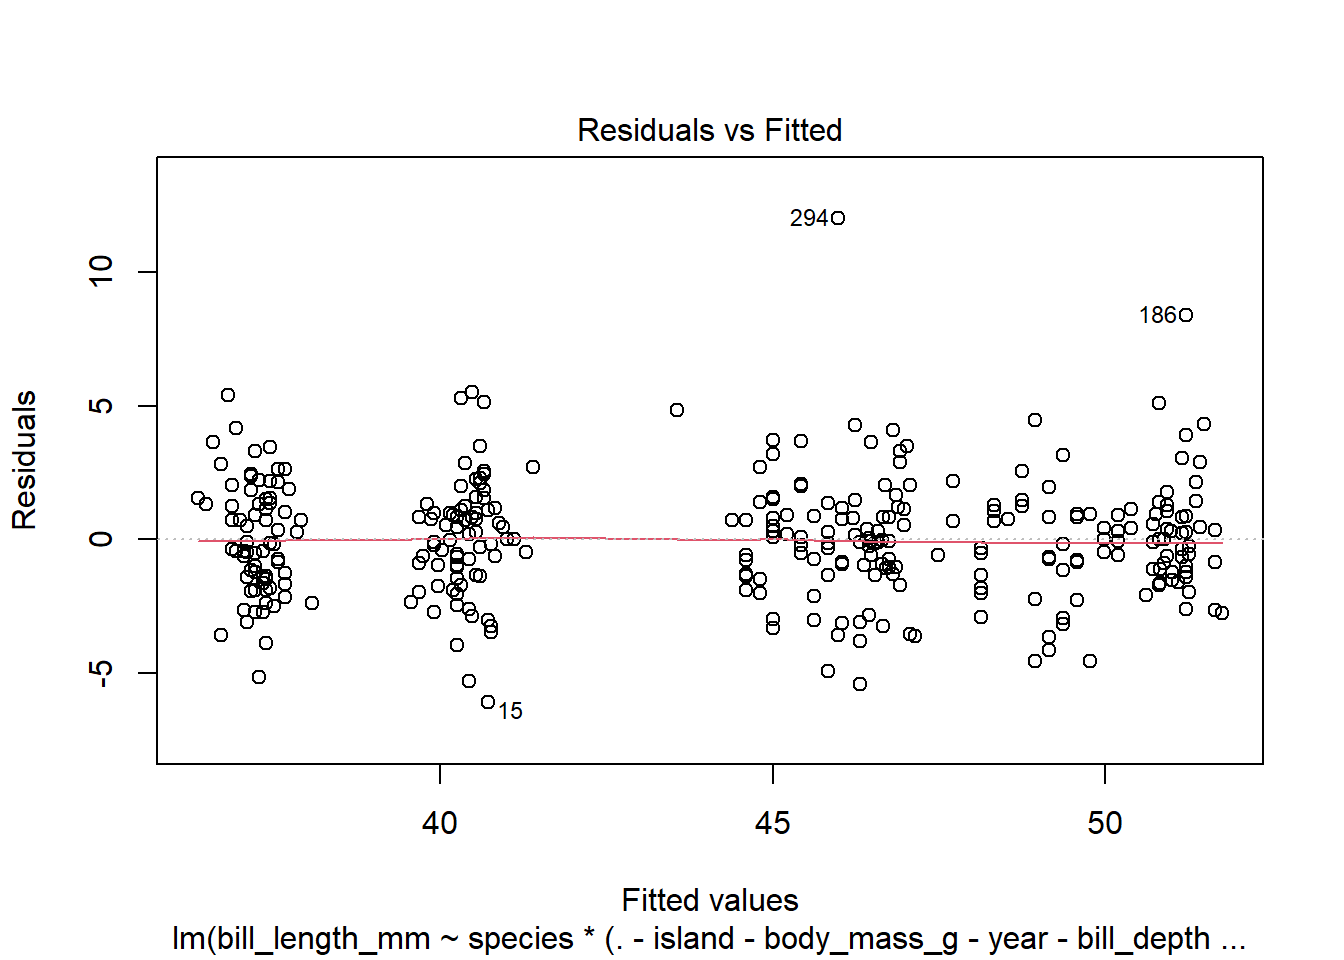 Residuals vs Fitted
294
186
15
Residuals
10
5
0
-5
40
45
50
Fitted values
lm(bill_length_mm ~ species * (. - island - body_mass_g - year - bill_depth ...